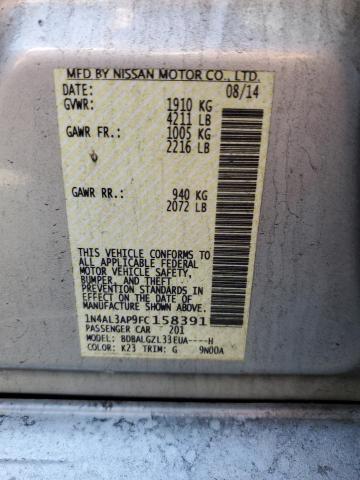 MFD BY NISSAN MOTOR CO., LTD.
DATE: 08/14
GVWR: 1910 KG
4211 LB
GAWR FR.: 1005 KG
2216 LB
GAWR RR.: 940 KG
2072 LB
THIS VEHICLE CONFORMS TO
ALL APPLICABLE FEDERAL
MOTOR VEHICLE SAFETY,
BUMPER, AND THEFT
PREVENTION STANDARDS IN
EFFECT ON THE DATE OF
MANUFACTURE SHOWN ABOVE.
1N4AL3AP9FC158391
PASSENGER CAR 201
MODEL: BDBALGZL33EUA----H
COLOR: K23 TRIM: G 9N00A